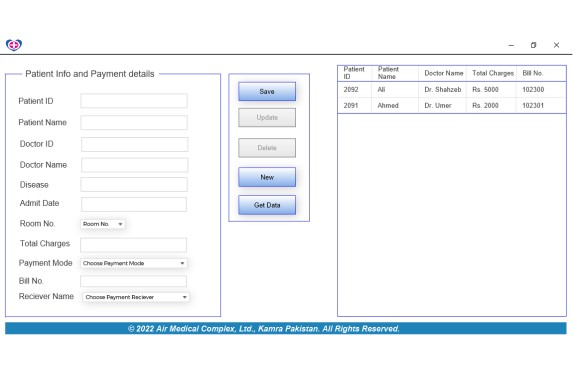 Patient Info and Payment details
Patient ID
Patient Name
Doctor ID
Doctor Name
Disease
Admit Date
Room No. Room No.
Total Charges
Payment Mode Choose Payment Mode
Bill No.
Reciever Name Choose Payment Reciever
Save
Update
Delete
New
Get Data
Patient ID Patient Name Doctor Name Total Charges Bill No.
2092 Ali Dr. Shahzeb Rs. 5000 102300
2091 Ahmed Dr. Umer Rs. 2000 102301
© 2022 Air Medical Complex, Ltd., Kamra Pakistan. All Rights Reserved.